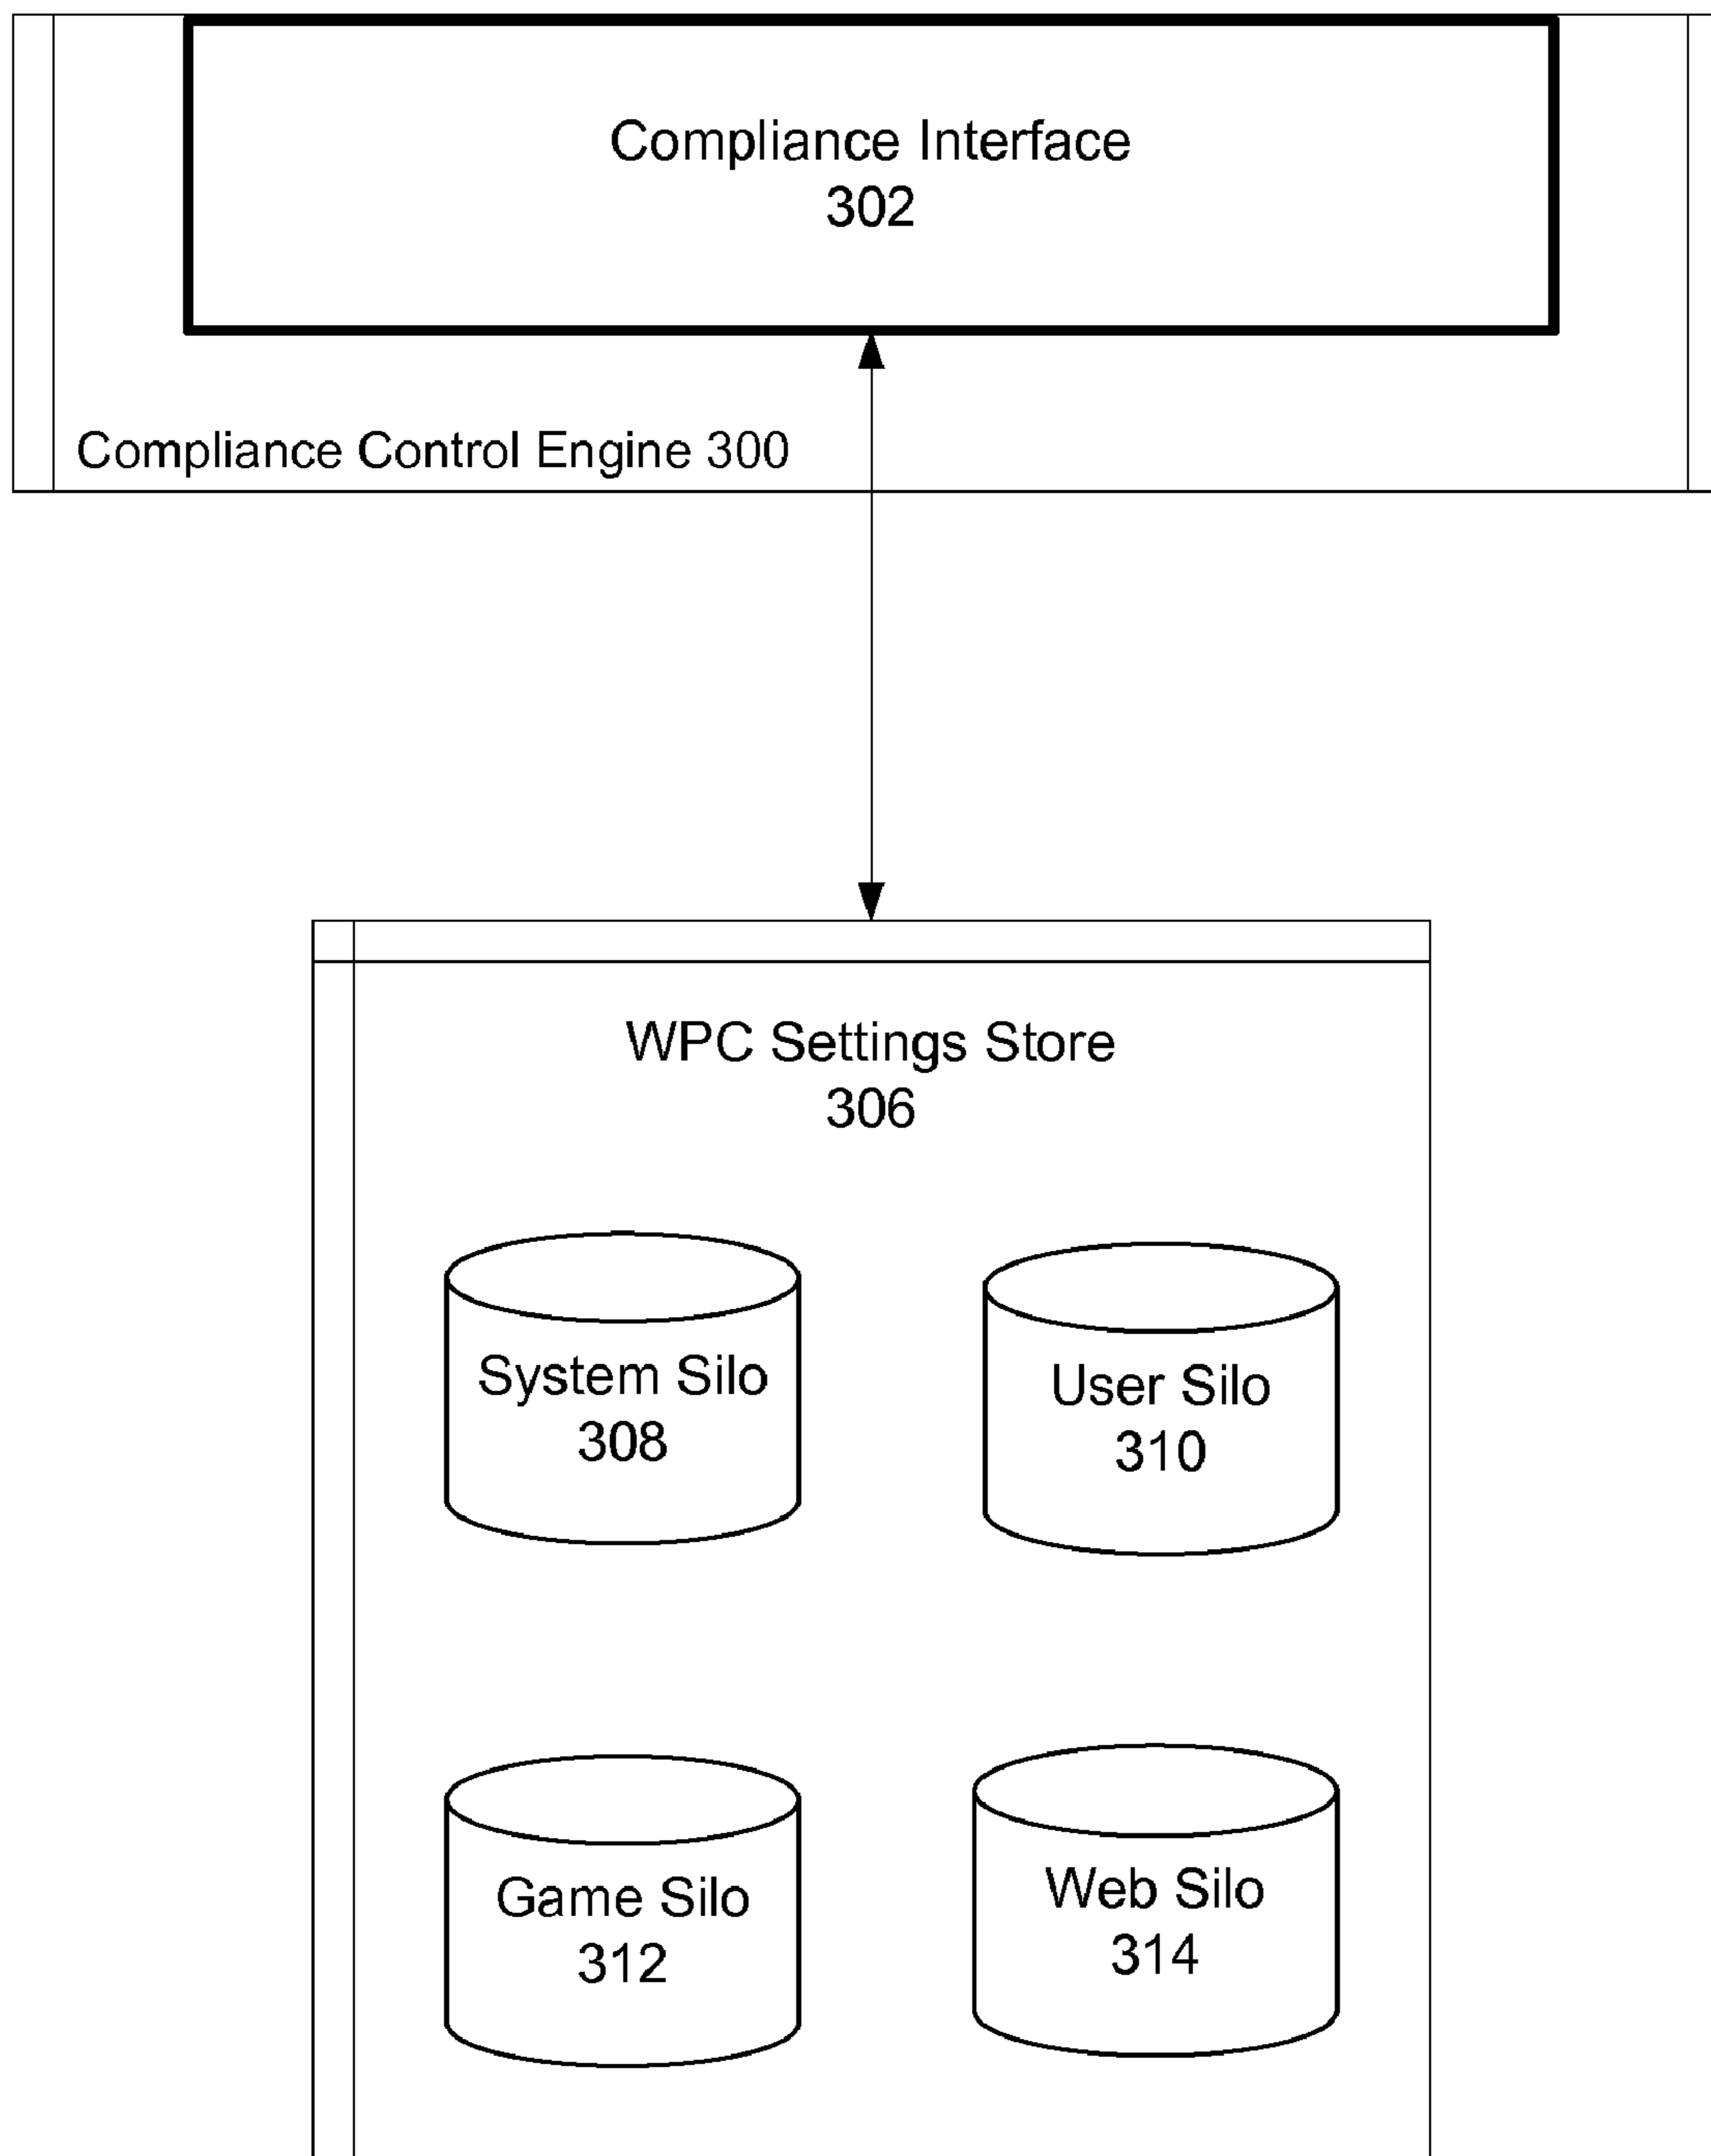 Compliance Interface
302
Compliance Control Engine 300
WPC Settings Store
306
System Silo
308
User Silo
310
Game Silo
312
Web Silo
314